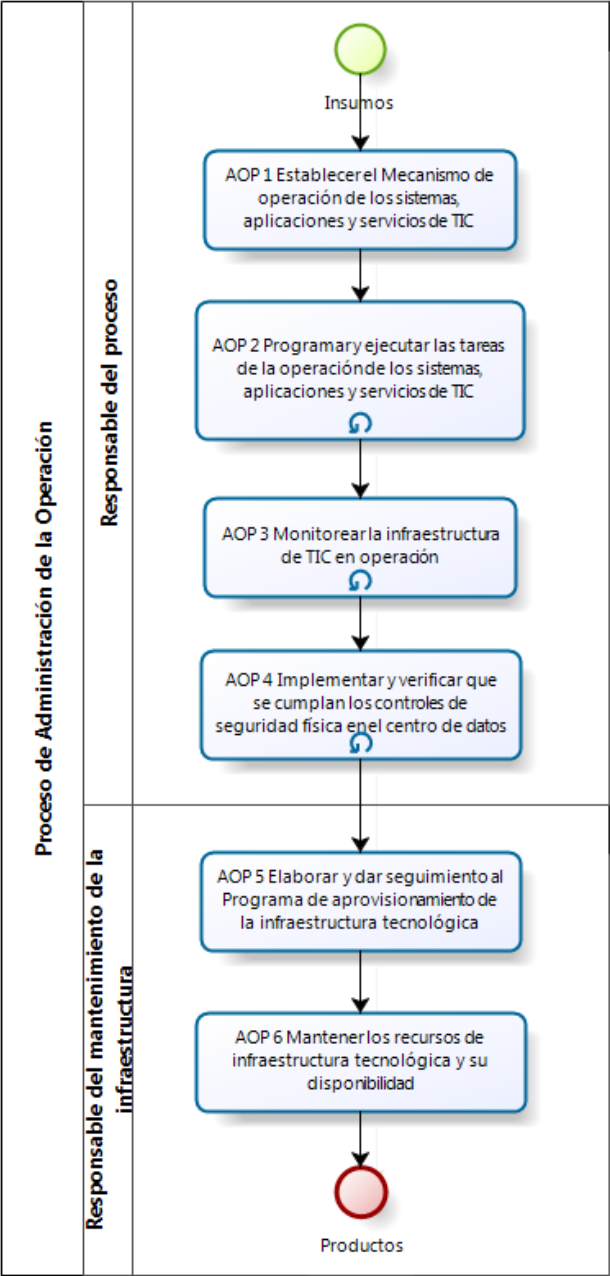 Proceso de Administración de la Operación
Responsable del proceso
Insumos
AOP 1 Establecer el Mecanismo de
operación de los sistemas,
aplicaciones y servicios de TIC
AOP 2 Programar y ejecutar las tareas
de la operación de los sistemas,
aplicaciones y servicios de TIC
AOP 3 Monitorear la infraestructura
de TIC en operación
AOP 4 Implementar y verificar que
se cumplan los controles de
seguridad física en el centro de datos
Responsable del mantenimiento de la
infraestructura
AOP 5 Elaborar y dar seguimiento al
Programa de aprovisionamiento de
la infraestructura tecnológica
AOP 6 Mantener los recursos de
infraestructura tecnológica y su
disponibilidad
Productos